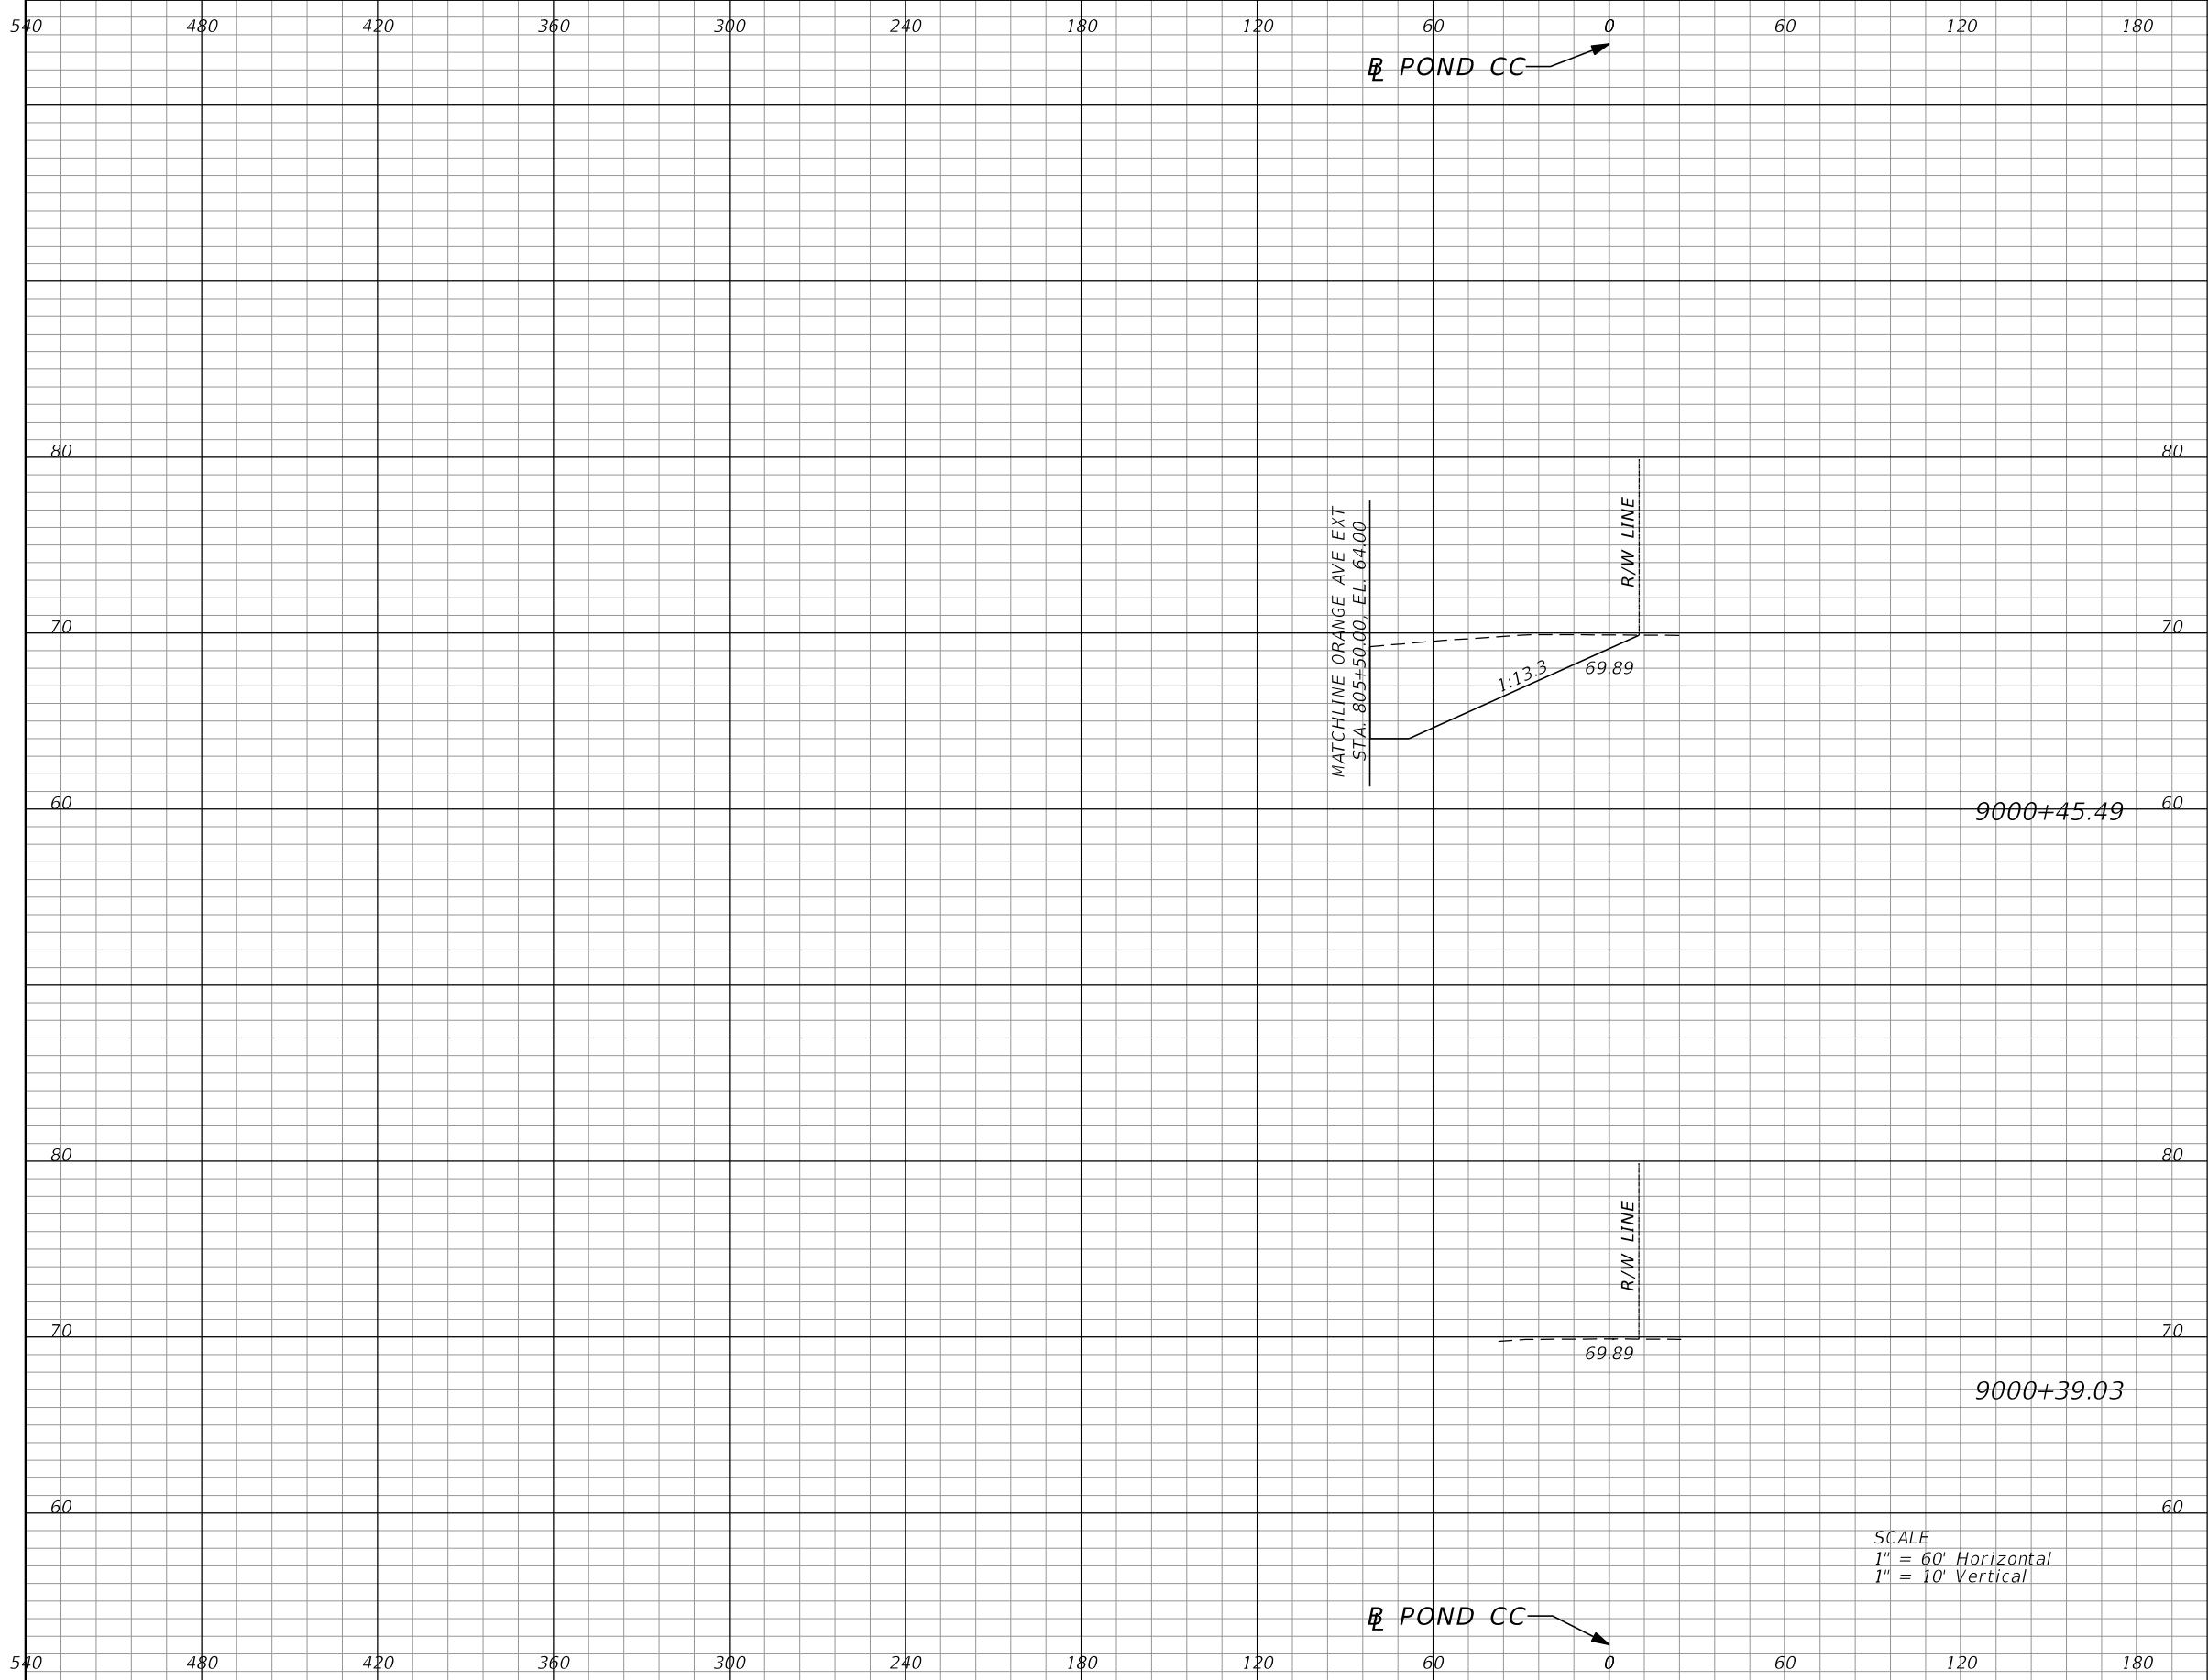 540 480 420 360 300 240 180 120 60 0 60 120 180
BL POND CC
80 80
MATCHLINE ORANGE AVE EXT
STA. 805+50.00, EL. 64.00
R/W LINE
70 70
1:13.3
69.89
60 60
9000+45.49
80 80
R/W LINE
70 70
69.89
9000+39.03
60 60
SCALE
1" = 60' Horizontal
1" = 10' Vertical
BL POND CC
540 480 420 360 300 240 180 120 60 0 60 120 180